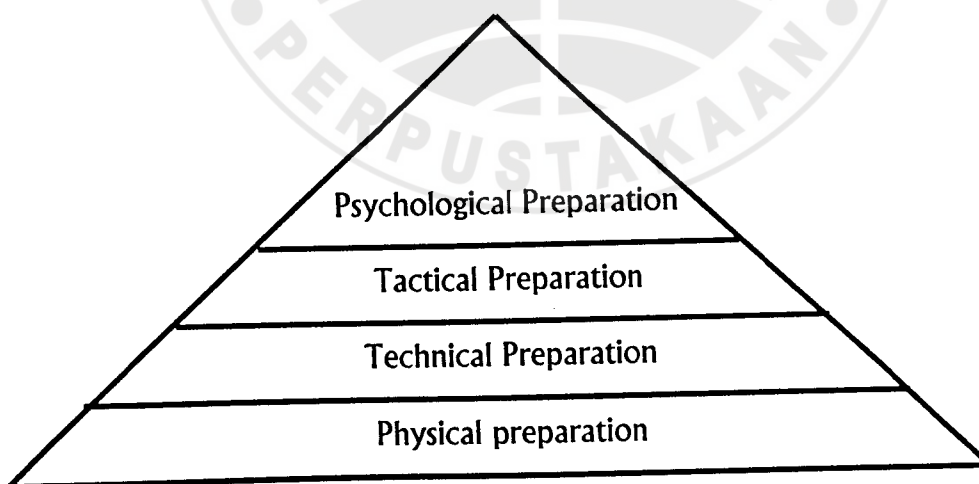 PERPUSTAKAAN
Psychological Preparation
Tactical Preparation
Technical Preparation
Physical preparation